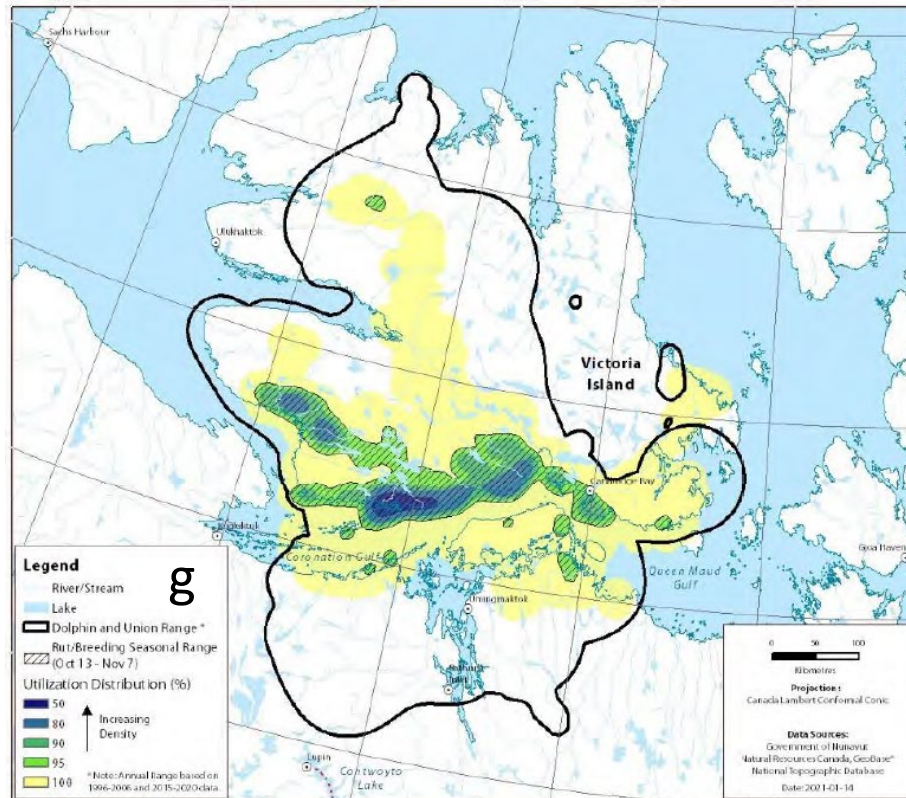 Sachs Harbour
Ulukhaktok
Victoria
Island
Cambridge Bay
Kugluktuk
Coronation Gulf
Queen Maud
Gulf
Gjoa Haven
Umingmaktok
Bathurst
Inlet
Lupin
Contwoyto
Lake
Legend
g
River/Stream
Lake
Dolphin and Union Range *
Rut/Breeding Seasonal Range
(Oct 13 - Nov 7)
Utilization Distribution (%)
50
80
90
95
100
Increasing
Density
*Note: Annual Range based on
1996-2006 and 2015-2020 data.
0 50 100
Kilometres
Projection:
Canada Lambert Conformal Conic
Data Sources:
Government of Nunavut
Natural Resources Canada, GeoBase®
National Topographic Database
Date: 2021-01-14